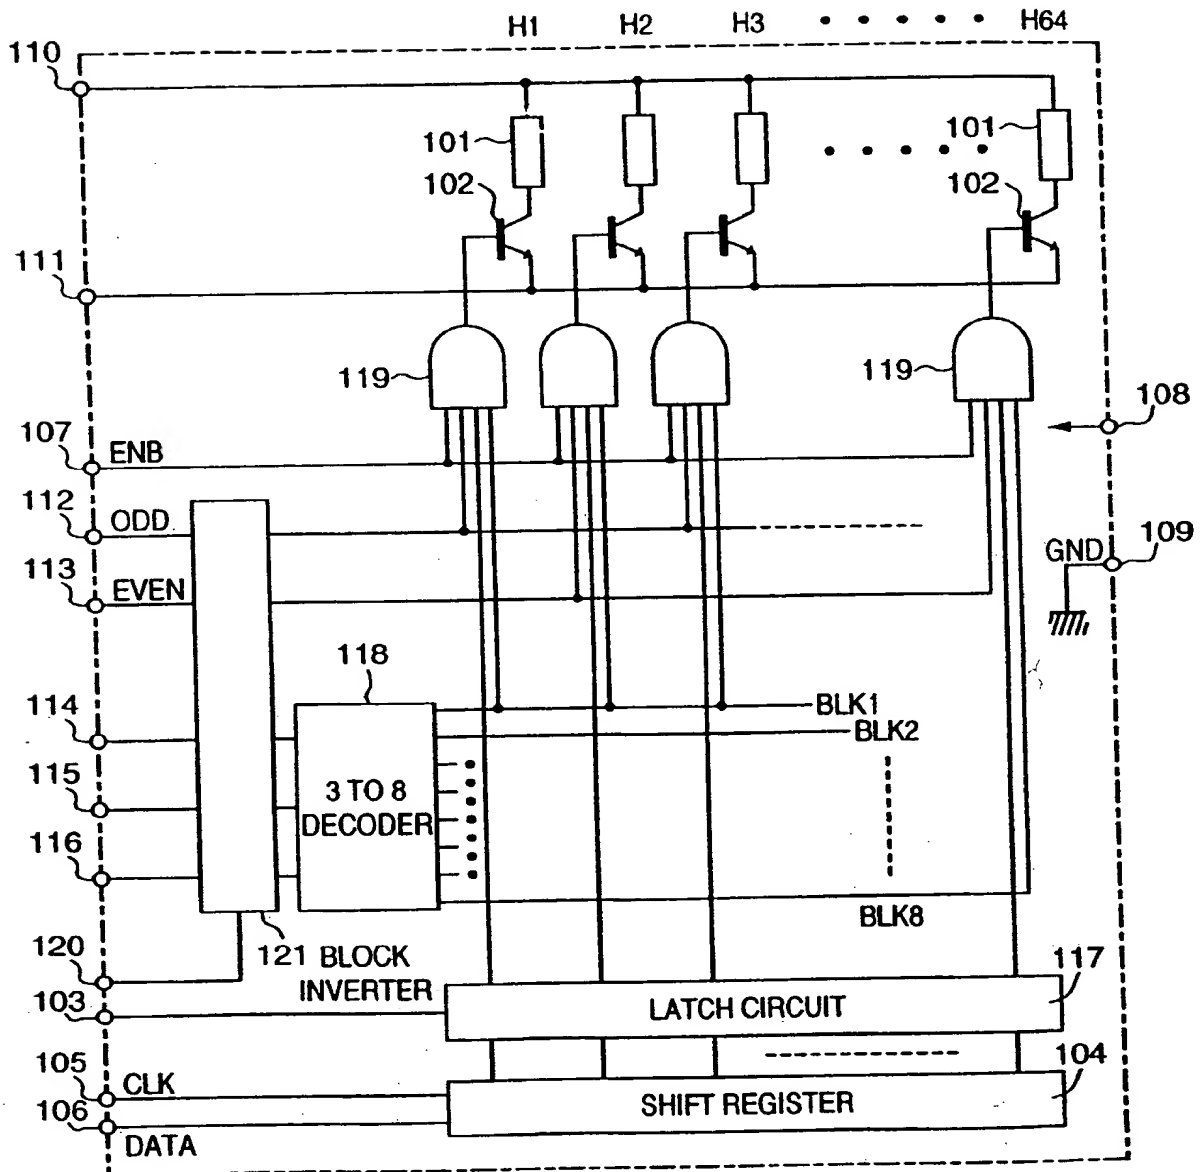 H1 H2 H3 H64
110
101
101
102
102
111
119
119
108
107
ENB
112
ODD
GND
109
113
EVEN
118
114
BLK1
BLK2
115
3 TO 8
DECODER
116
BLK8
120
121
BLOCK
INVERTER
117
103
LATCH CIRCUIT
105
CLK
104
106
SHIFT REGISTER
DATA